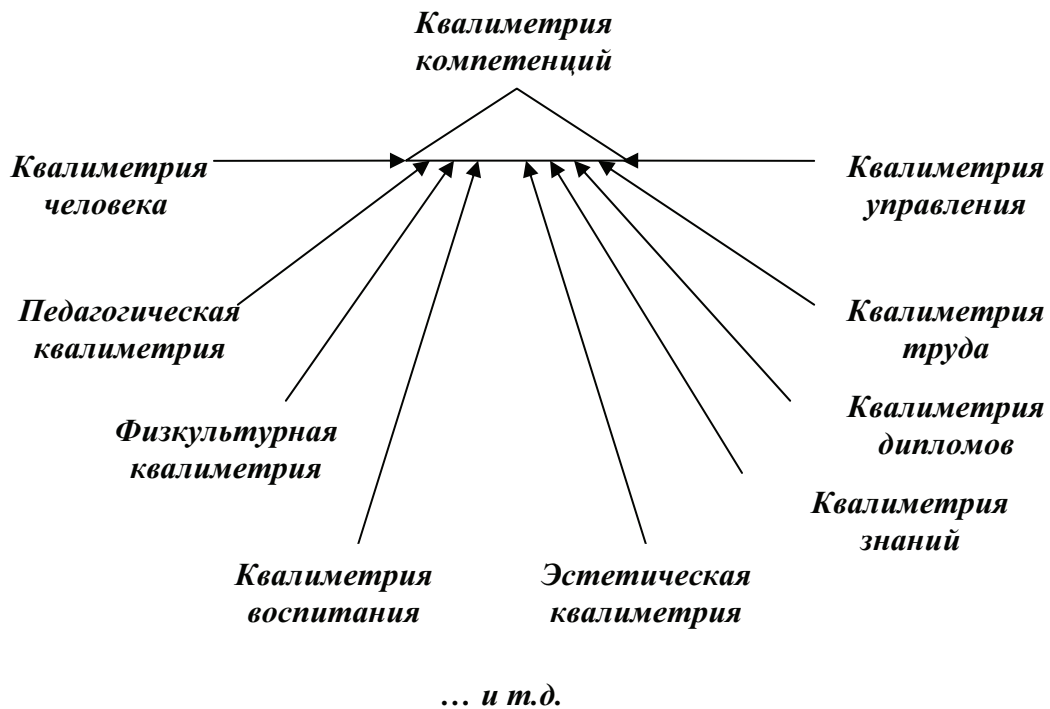 Квалиметрия
компетенций
Квалиметрия
человека
Квалиметрия
управления
Педагогическая
квалиметрия
Квалиметрия
труда
Физкультурная
квалиметрия
Квалиметрия
дипломов
Квалиметрия
знаний
Квалиметрия
воспитания
Эстетическая
квалиметрия
… и т.д.